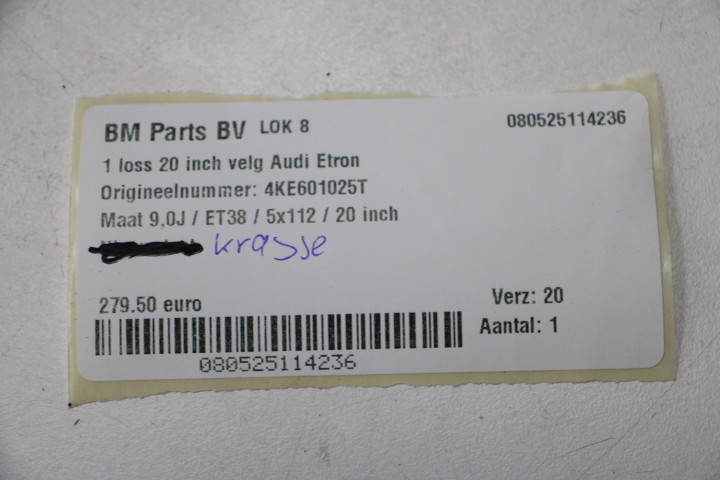 BM Parts BV LOK 8 080525114236
1 loss 20 inch velg Audi Etron
Origineelnummer: 4KE601025T
Maat 9,0J / ET38 / 5x112 / 20 inch
krasse
279.50 euro Verz: 20
Aantal: 1
080525114236